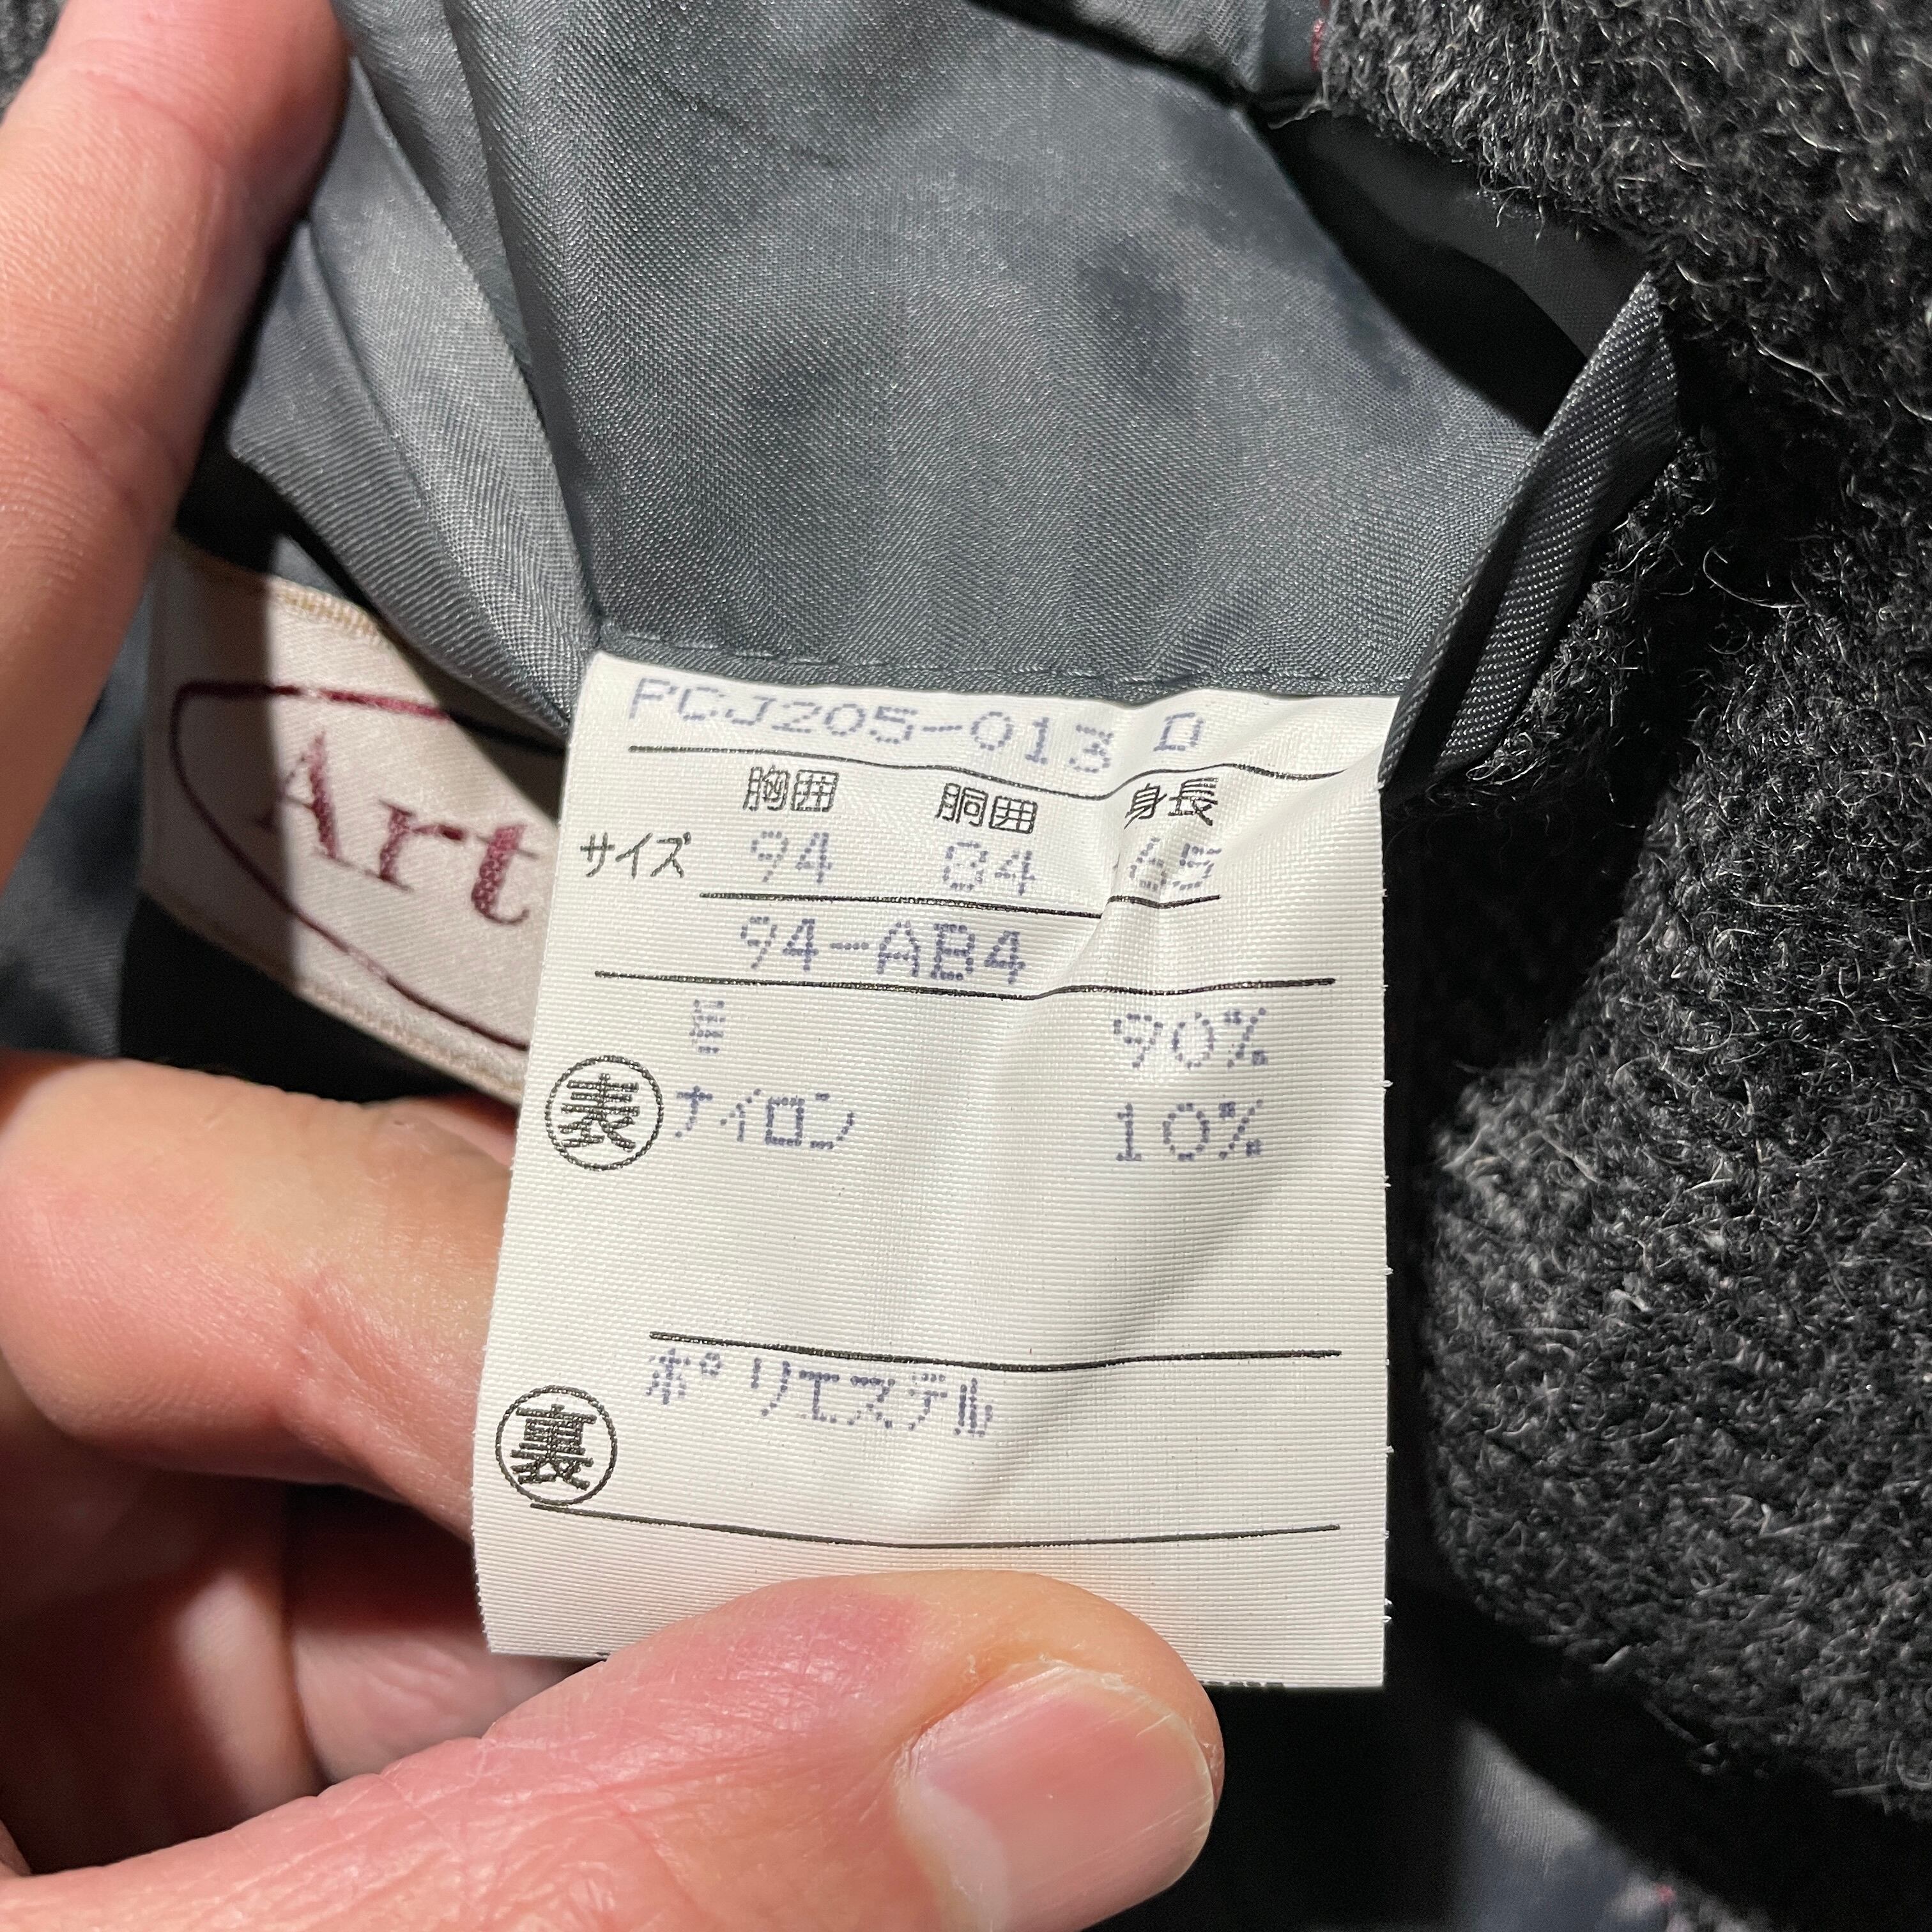 PCJ205-013 D
胸囲 胴囲 身長
サイズ 94 84 165
94-AB4
毛 90%
表 ナイロン 10%
ポリエステル
裏
Art